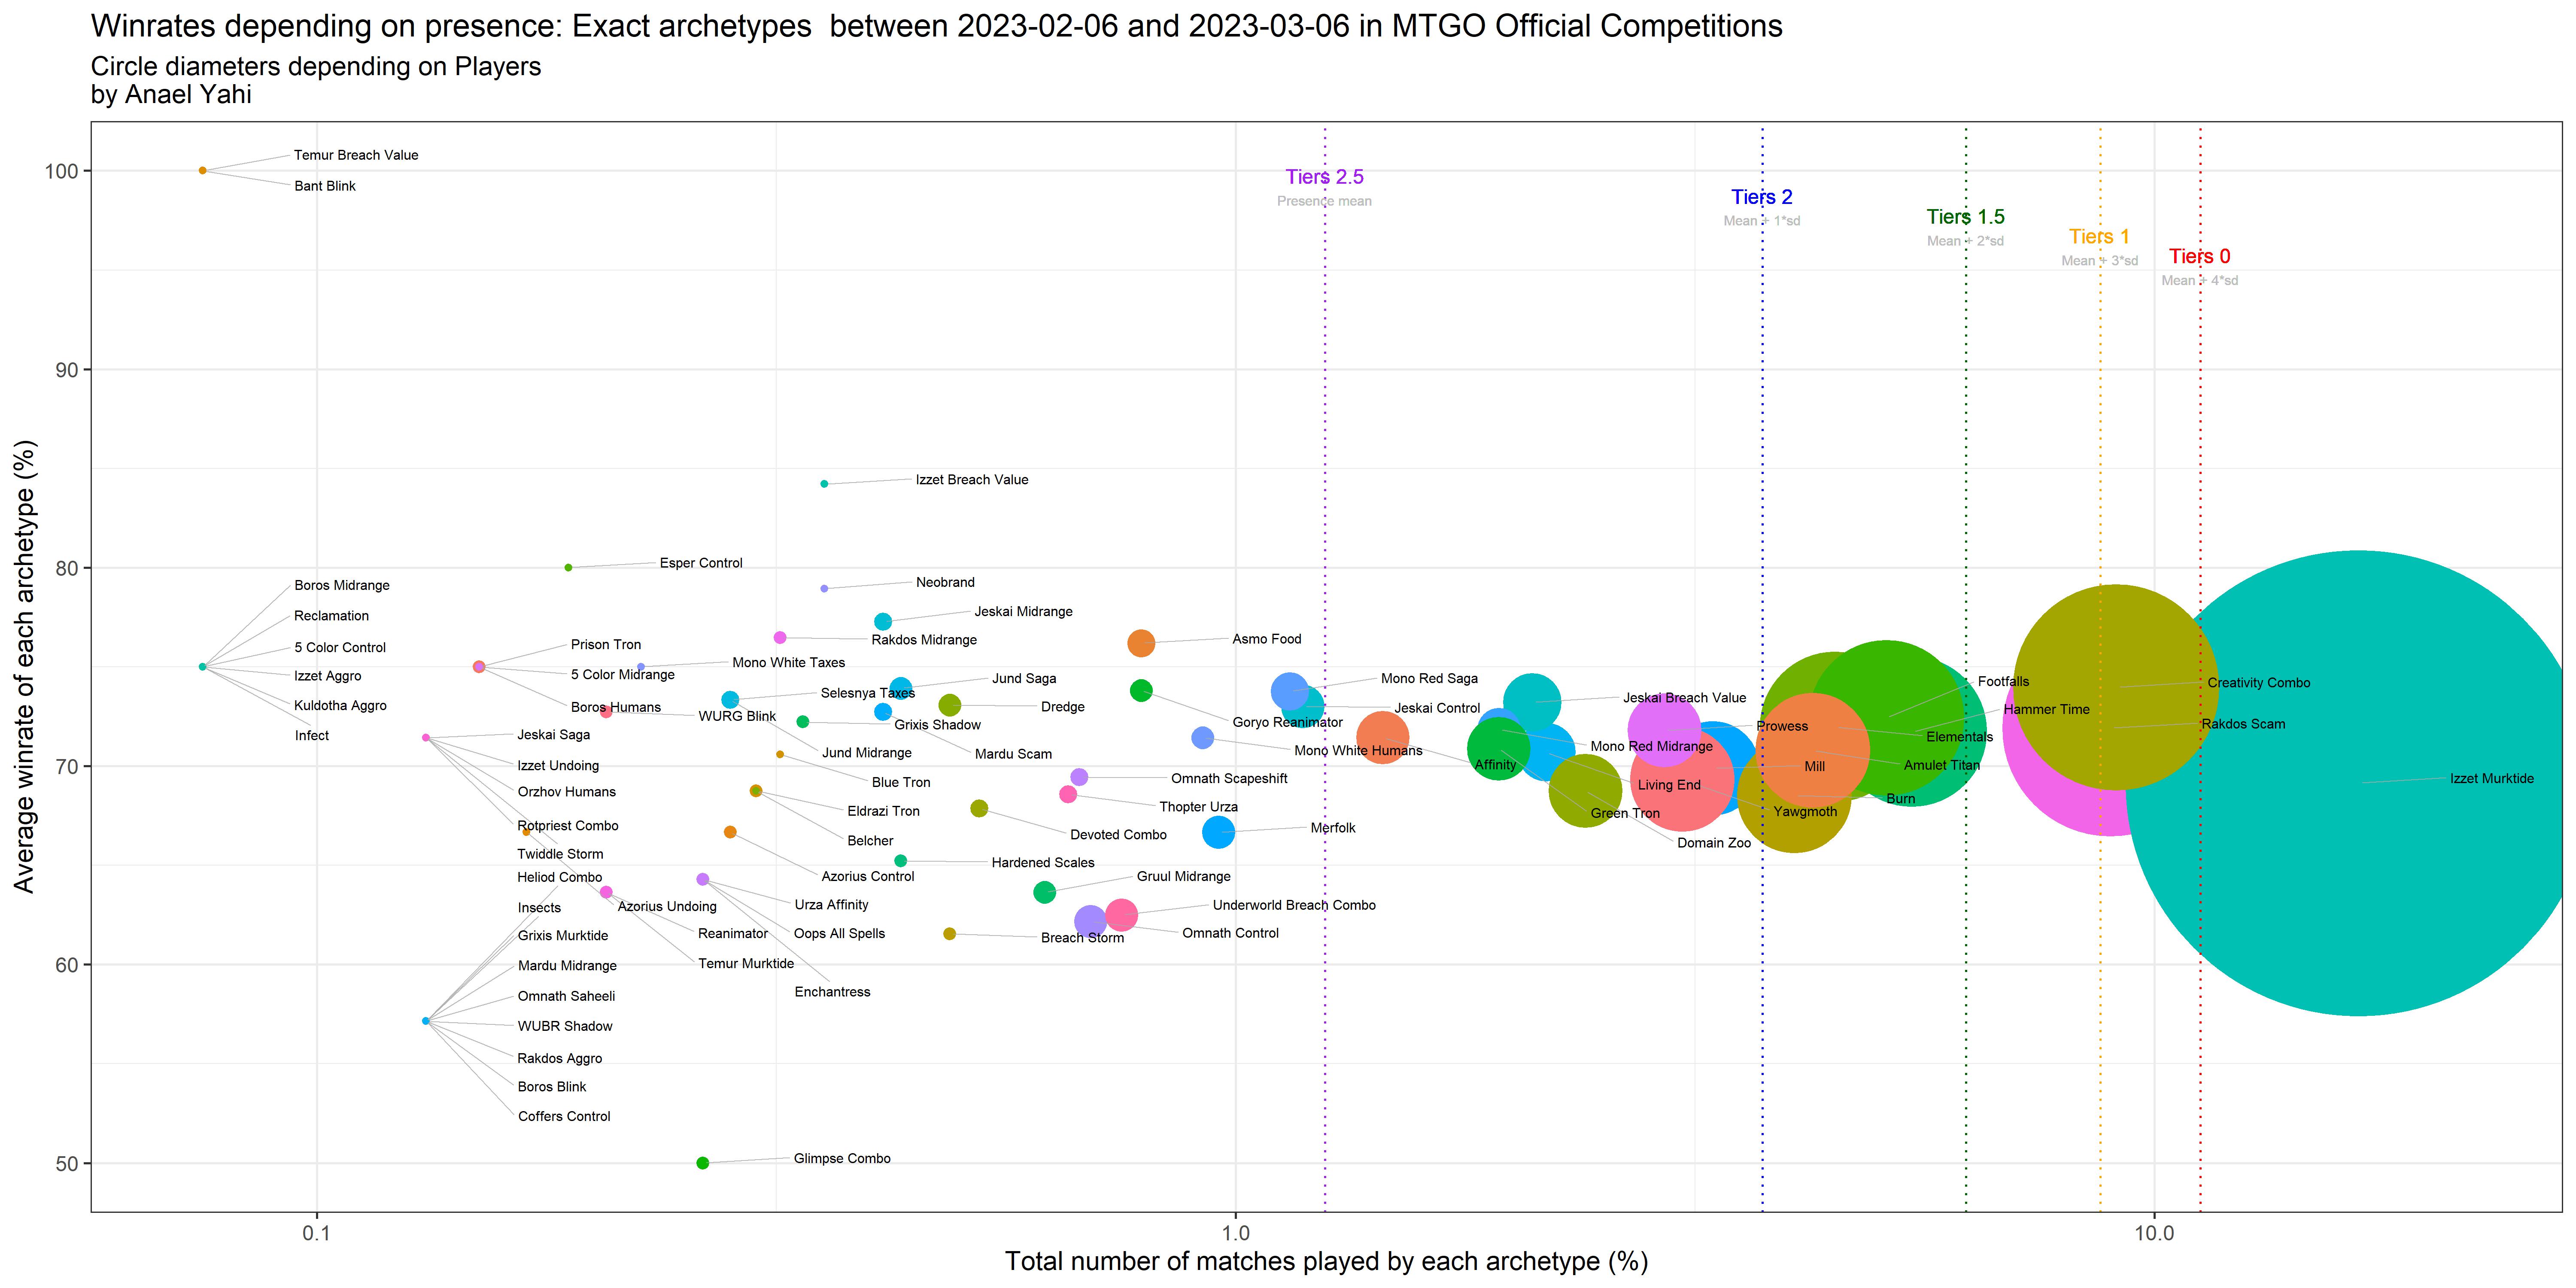 Winrates depending on presence: Exact archetypes  between 2023-02-06 and 2023-03-06 in MTGO Official Competitions
Circle diameters depending on Players
by Anael Yahi
Average winrate of each archetype (%)
100
90
80
70
60
50
Tiers 2.5
Presence mean
Tiers 2
Mean + 1*sd
Tiers 1.5
Mean + 2*sd
Tiers 1
Mean + 3*sd
Tiers 0
Mean + 4*sd
Temur Breach Value
Bant Blink
Izzet Breach Value
Esper Control
Neobrand
Boros Midrange
Reclamation
5 Color Control
Izzet Aggro
Kuldotha Aggro
Infect
Jeskai Midrange
Rakdos Midrange
Prison Tron
5 Color Midrange
Boros Humans
Mono White Taxes
Asmo Food
Selesnya Taxes
Jund Saga
Dredge
WURG Blink
Grixis Shadow
Goryo Reanimator
Mono Red Saga
Jeskai Control
Jeskai Breach Value
Footfalls
Hammer Time
Creativity Combo
Rakdos Scam
Jeskai Saga
Izzet Undoing
Orzhov Humans
Rotpriest Combo
Twiddle Storm
Jund Midrange
Mardu Scam
Mono White Humans
Mono Red Midrange
Prowess
Elementals
Blue Tron
Omnath Scapeshift
Affinity
Mill
Amulet Titan
Izzet Murktide
Eldrazi Tron
Thopter Urza
Living End
Burn
Belcher
Devoted Combo
Merfolk
Green Tron
Yawgmoth
Domain Zoo
Azorius Control
Hardened Scales
Heliod Combo
Gruul Midrange
Insects
Azorius Undoing
Urza Affinity
Underworld Breach Combo
Grixis Murktide
Reanimator
Oops All Spells
Breach Storm
Omnath Control
Mardu Midrange
Temur Murktide
Enchantress
Omnath Saheeli
WUBR Shadow
Rakdos Aggro
Boros Blink
Coffers Control
Glimpse Combo
0.1
1.0
10.0
Total number of matches played by each archetype (%)